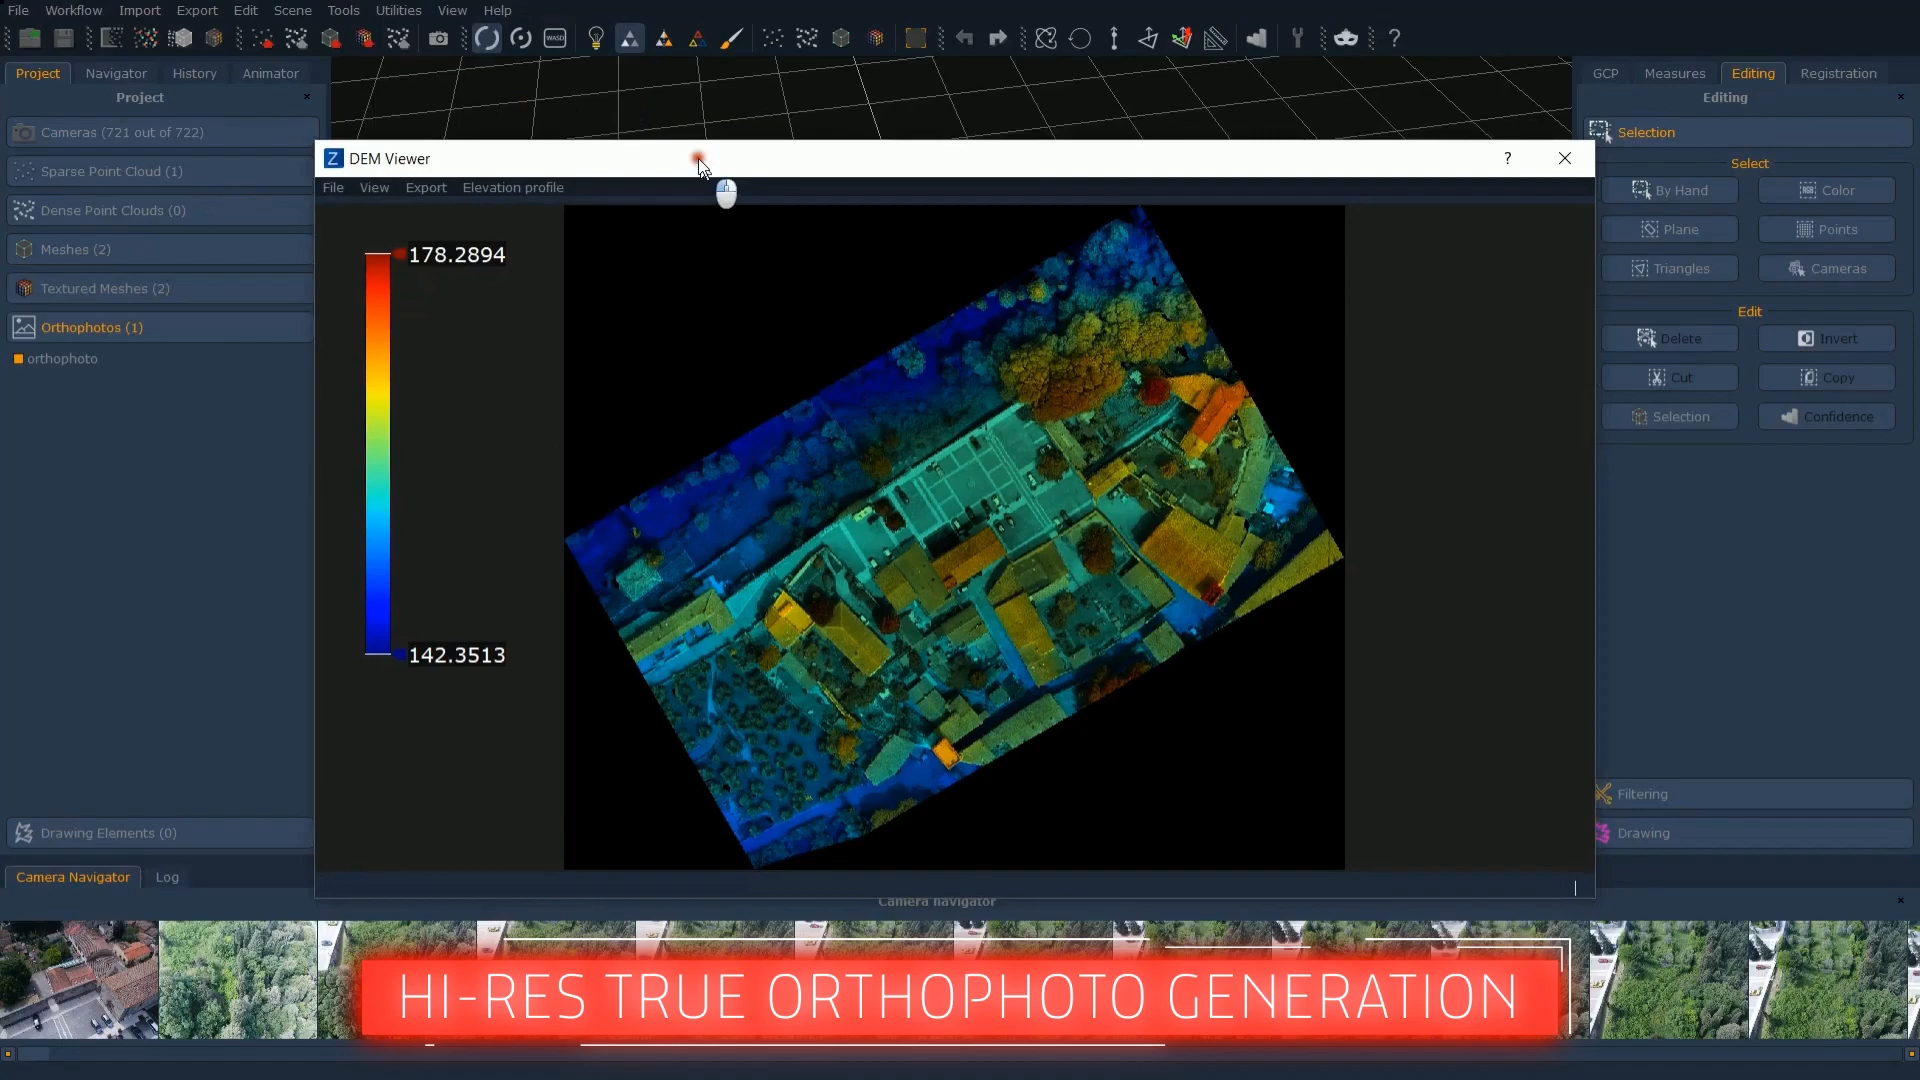 File Workflow Import Export Edit Scene Tools Utilities View Help
WASD
Project Navigator History Animator
Project
Cameras (721 out of 722)
Sparse Point Cloud (1)
Dense Point Clouds (0)
Meshes (2)
Textured Meshes (2)
Orthophotos (1)
orthophoto
Drawing Elements (0)
Z DEM Viewer
File View Export Elevation profile
178.2894
142.3513
GCP Measures Editing Registration
Editing
Selection
Select
By Hand RGB Color
Plane Points
Triangles Cameras
Edit
Delete Invert
Cut Copy
Selection Confidence
Filtering
Drawing
Camera Navigator Log
Camera navigator
HI-RES TRUE ORTHOPHOTO GENERATION